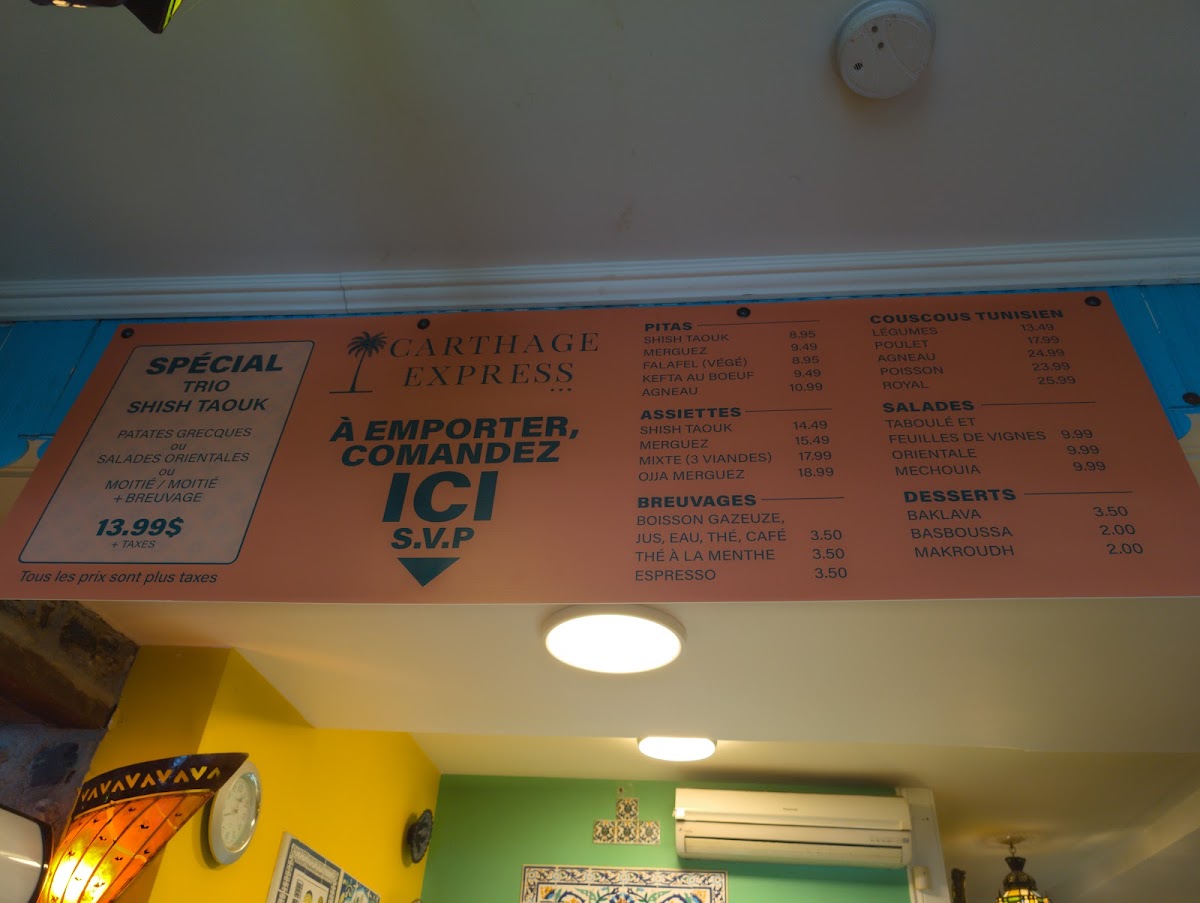 SPÉCIAL
TRIO
SHISH TAOUK
PATATES GRECQUES
ou
SALADES ORIENTALES
ou
MOITIÉ / MOITIÉ
+ BREUVAGE
13.99$
+ TAXES
Tous les prix sont plus taxes
CARTHAGE
EXPRESS
À EMPORTER,
COMANDEZ
ICI
S.V.P
PITAS
SHISH TAOUK 8.95
MERGUEZ 9.49
FALAFEL (VÉGÉ) 8.95
KEFTA AU BOEUF 9.49
AGNEAU 10.99
ASSIETTES
SHISH TAOUK 14.49
MERGUEZ 15.49
MIXTE (3 VIANDES) 17.99
OJJA MERGUEZ 18.99
BREUVAGES
BOISSON GAZEUZE,
JUS, EAU, THÉ, CAFÉ 3.50
THÉ À LA MENTHE 3.50
ESPRESSO 3.50
COUSCOUS TUNISIEN
LÉGUMES 13.49
POULET 17.99
AGNEAU 24.99
POISSON 23.99
ROYAL 25.99
SALADES
TABOULÉ ET
FEUILLES DE VIGNES 9.99
ORIENTALE 9.99
MECHOUIA 9.99
DESSERTS
BAKLAVA 3.50
BASBOUSSA 2.00
MAKROUDH 2.00